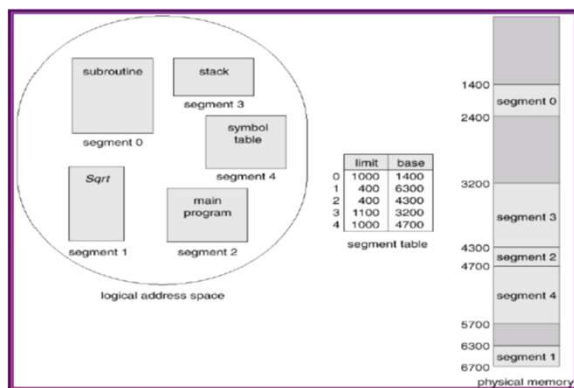 subroutine
segment 0
stack
segment 3
symbol
table
segment 4
Sqrt
segment 1
main
program
segment 2
logical address space
limit base
0 1000 1400
1 400 6300
2 400 4300
3 1100 3200
4 1000 4700
segment table
1400
segment 0
2400
3200
segment 3
4300
segment 2
4700
segment 4
5700
6300
segment 1
6700
physical memory